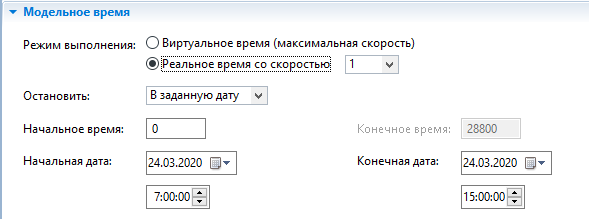 Модельное время
Режим выполнения: Виртуальное время (максимальная скорость)
Реальное время со скоростью 1
Остановить: В заданную дату
Начальное время: 0 Конечное время: 28800
Начальная дата: 24.03.2020 Конечная дата: 24.03.2020
7:00:00 15:00:00